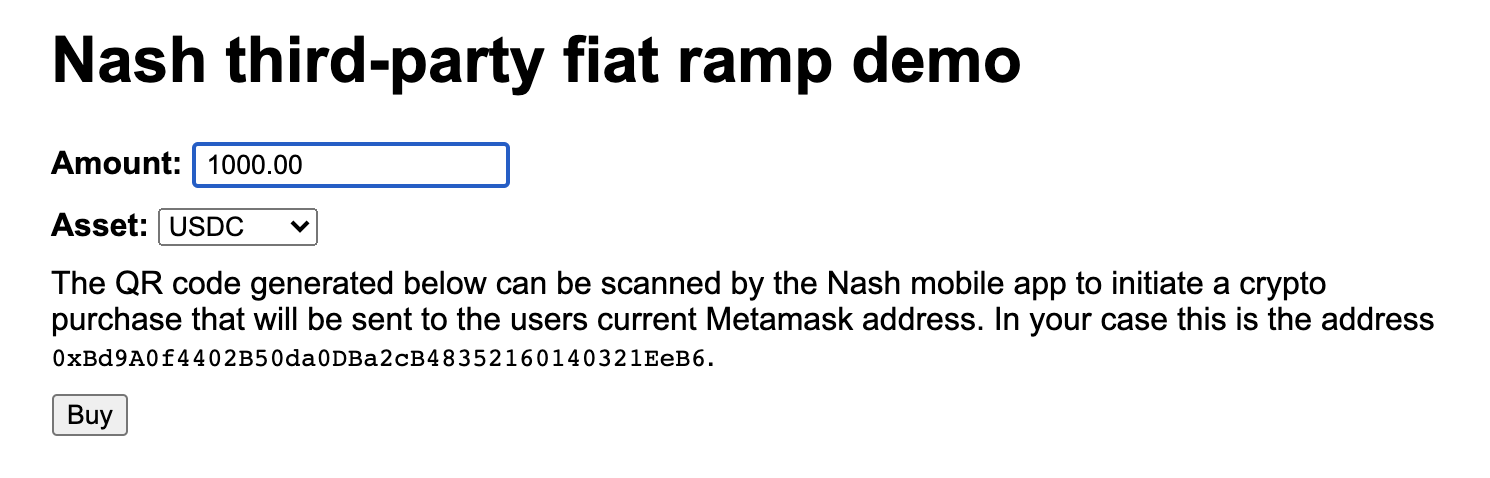 Nash third-party fiat ramp demo
Amount: 1000.00
Asset: USDC
The QR code generated below can be scanned by the Nash mobile app to initiate a crypto
purchase that will be sent to the users current Metamask address. In your case this is the address
0xBd9A0f4402B50da0DBa2cB48352160140321EeB6.
Buy